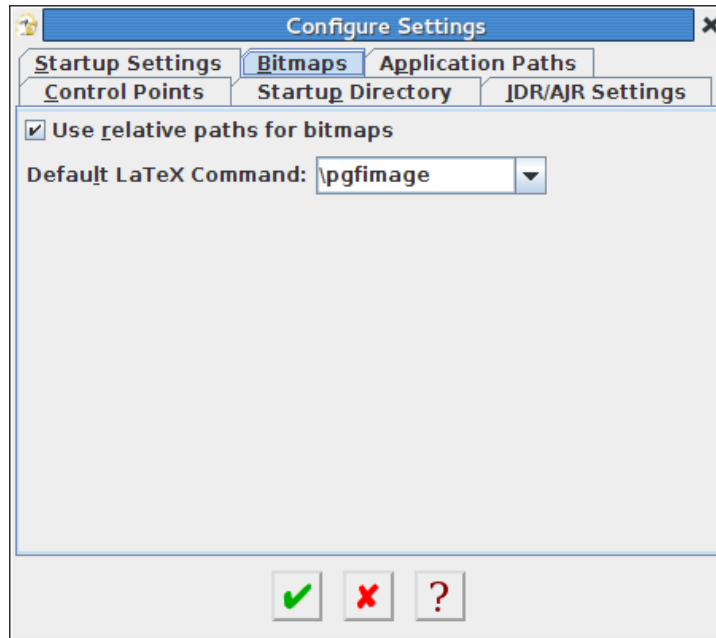 Configure Settings
Startup Settings Bitmaps Application Paths
Control Points Startup Directory JDR/AJR Settings
Use relative paths for bitmaps
Default LaTeX Command: \pgfimage
?